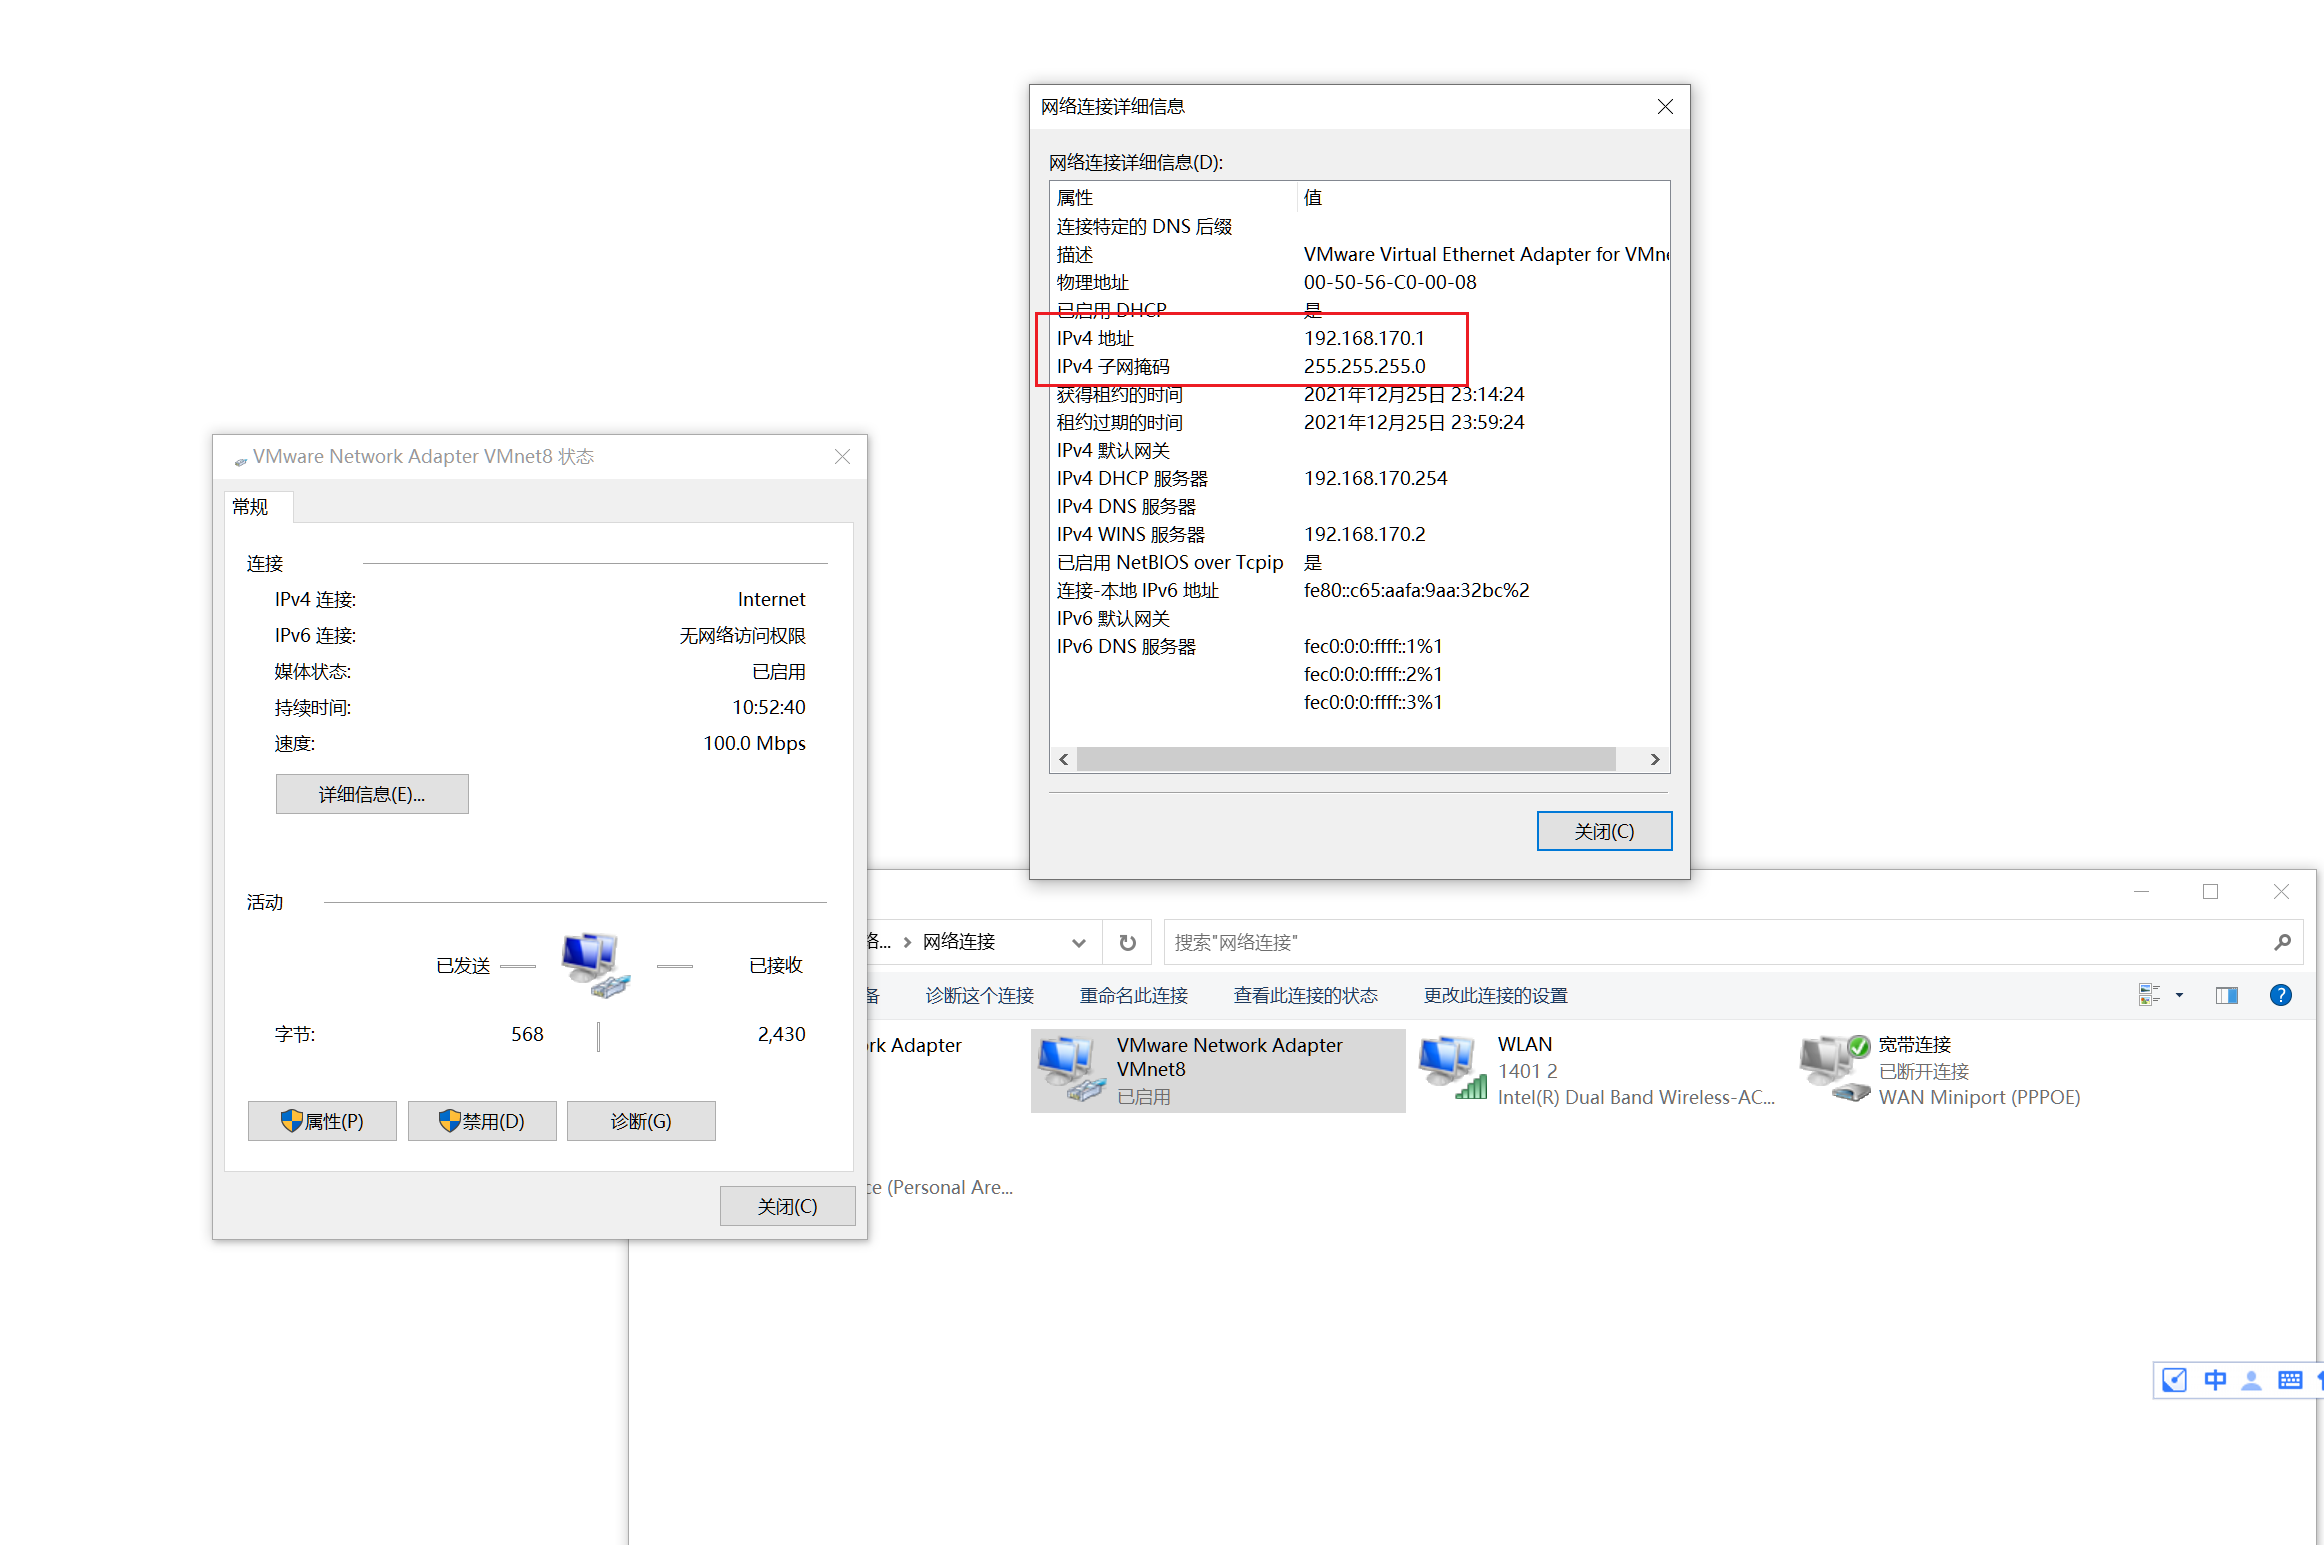 网络连接详细信息
网络连接详细信息(D):
属性 值
连接特定的 DNS 后缀
描述 VMware Virtual Ethernet Adapter for VMne
物理地址 00-50-56-C0-00-08
已启用 DHCP 是
IPv4 地址 192.168.170.1
IPv4 子网掩码 255.255.255.0
获得租约的时间 2021年12月25日 23:14:24
租约过期的时间 2021年12月25日 23:59:24
IPv4 默认网关
IPv4 DHCP 服务器 192.168.170.254
IPv4 DNS 服务器
IPv4 WINS 服务器 192.168.170.2
已启用 NetBIOS over Tcpip 是
连接-本地 IPv6 地址 fe80::c65:aafa:9aa:32bc%2
IPv6 默认网关
IPv6 DNS 服务器 fec0:0:0:ffff::1%1
fec0:0:0:ffff::2%1
fec0:0:0:ffff::3%1
关闭(C)
VMware Network Adapter VMnet8 状态
常规
连接
IPv4 连接: Internet
IPv6 连接: 无网络访问权限
媒体状态: 已启用
持续时间: 10:52:40
速度: 100.0 Mbps
详细信息(E)...
活动
已发送 已接收
字节: 568 2,430
属性(P) 禁用(D) 诊断(G)
关闭(C)
络... 网络连接 搜索"网络连接"
备 诊断这个连接 重命名此连接 查看此连接的状态 更改此连接的设置
rk Adapter
VMware Network Adapter
VMnet8
已启用
WLAN
1401 2
Intel(R) Dual Band Wireless-AC...
宽带连接
已断开连接
WAN Miniport (PPPOE)
ce (Personal Are...
中